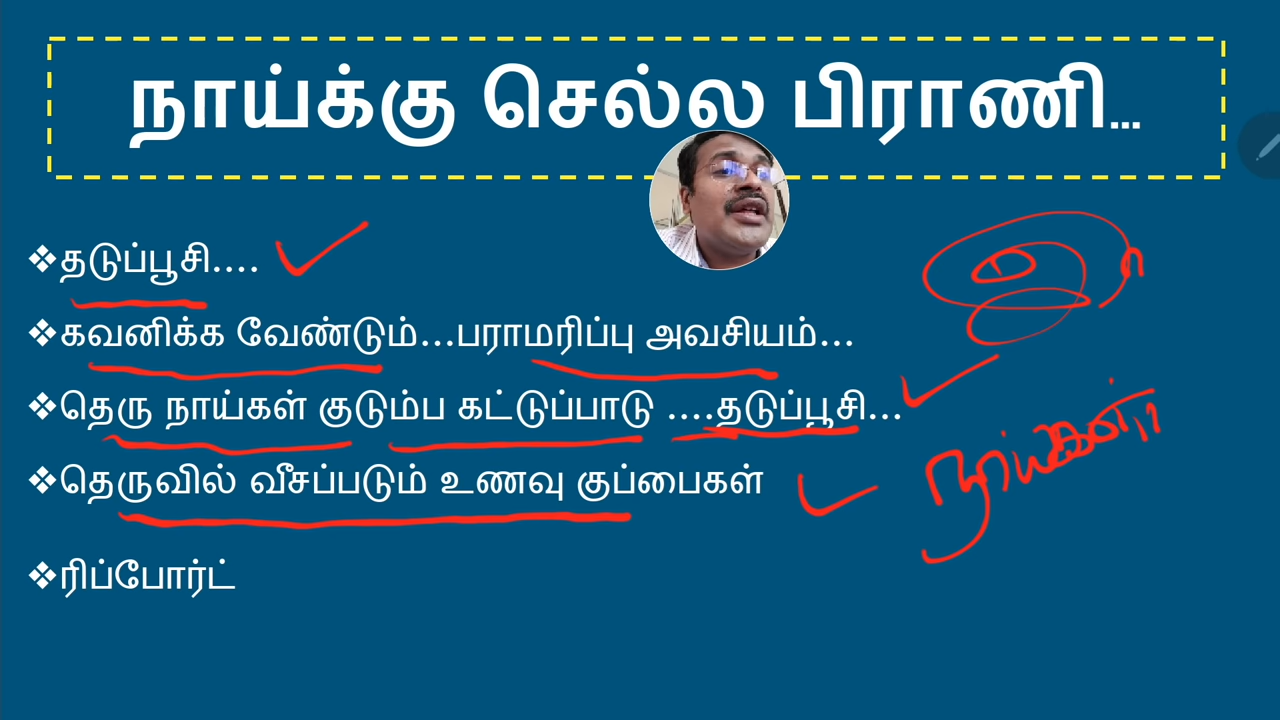 நாய்க்கு செல்ல பிராணி...
❖தடுப்பூசி....
❖கவனிக்க வேண்டும்...பராமரிப்பு அவசியம்...
❖தெரு நாய்கள் குடும்ப கட்டுப்பாடு ....தடுப்பூசி...
❖தெருவில் வீசப்படும் உணவு குப்பைகள்
நாய்கள்
❖ரிப்போர்ட்